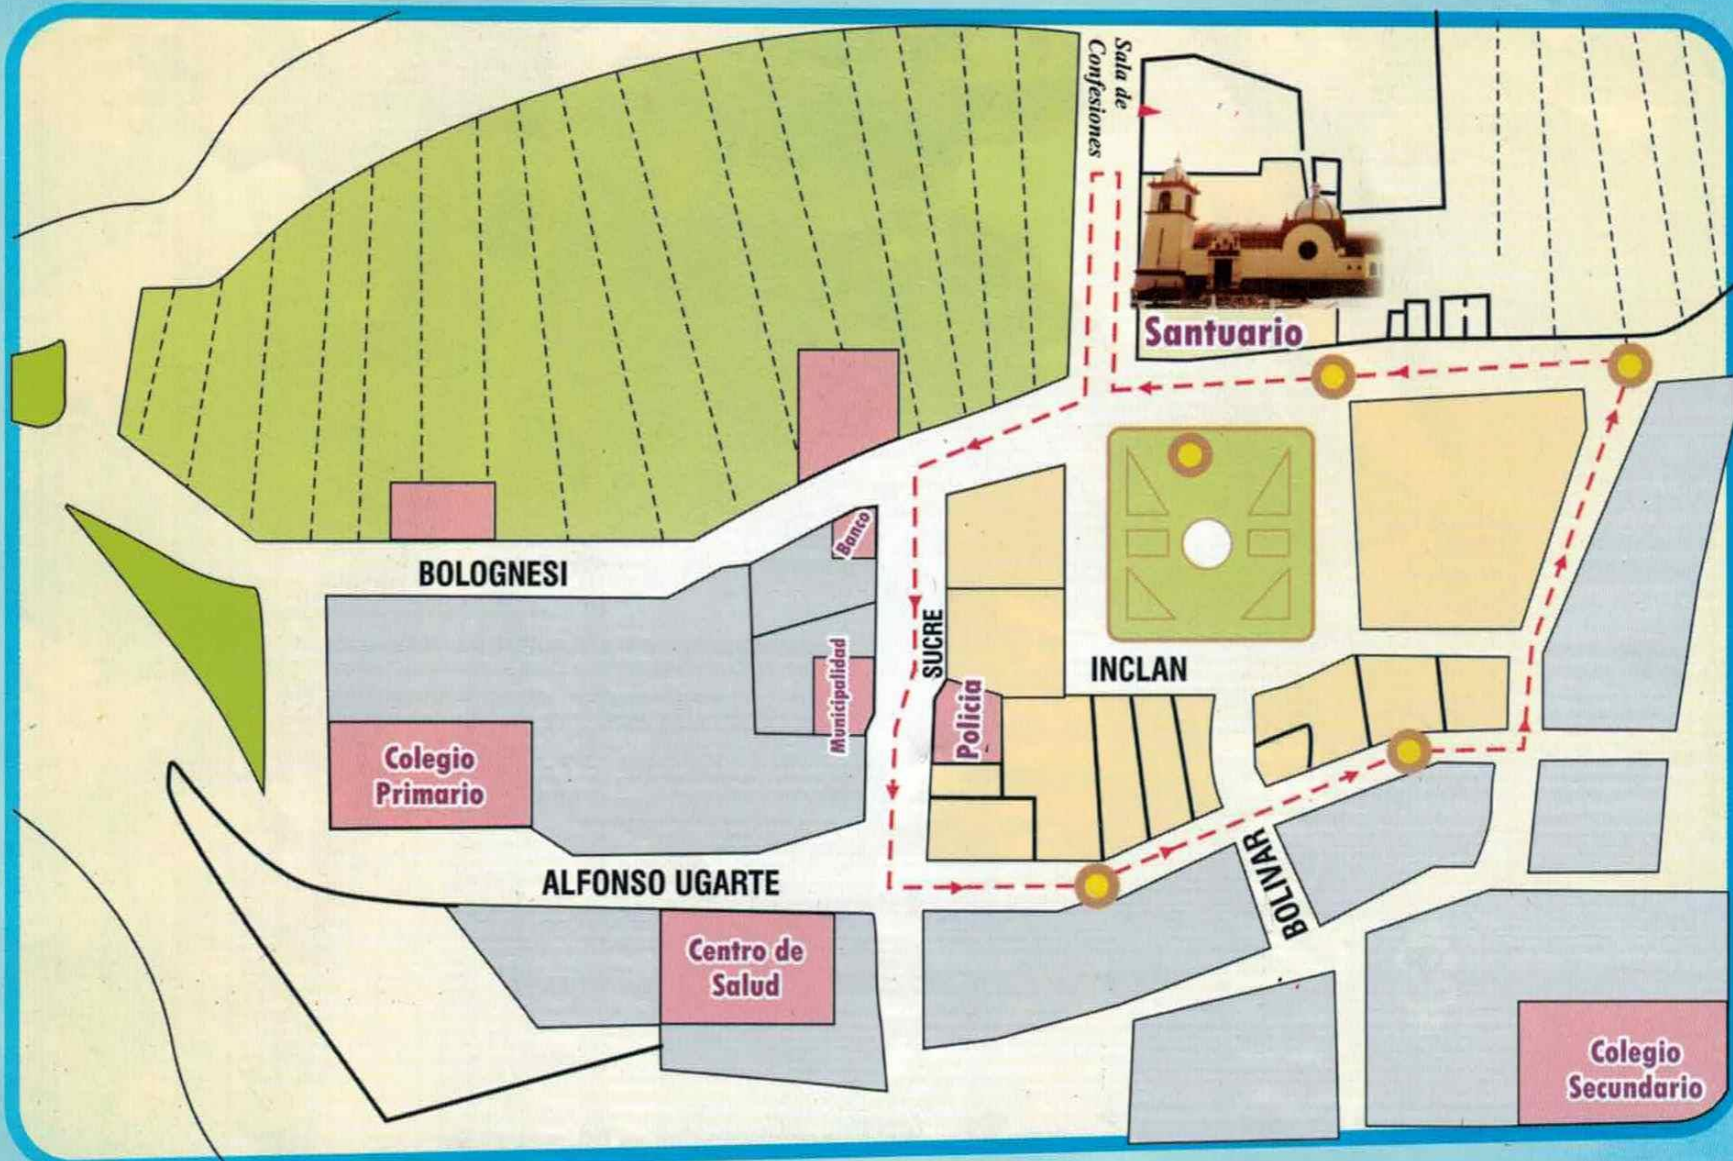 Sala de
Confesiones
Santuario
BOLOGNESI
Banco
SUCRE
INCLAN
Municipalidad
Policia
Colegio
Primario
ALFONSO UGARTE
BOLIVAR
Centro de
Salud
Colegio
Secundario